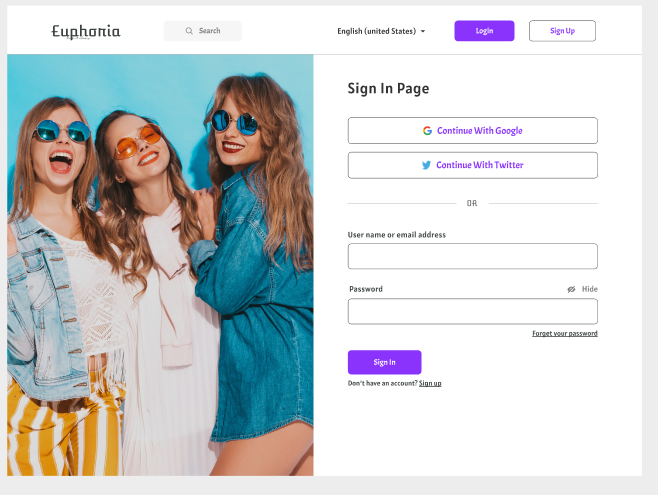 Euphoria
Search
English (united States)
Login
Sign Up
Sign In Page
Continue With Google
Continue With Twitter
OR
User name or email address
Password
Hide
Forget your password
Sign In
Don't have an account? Sign up